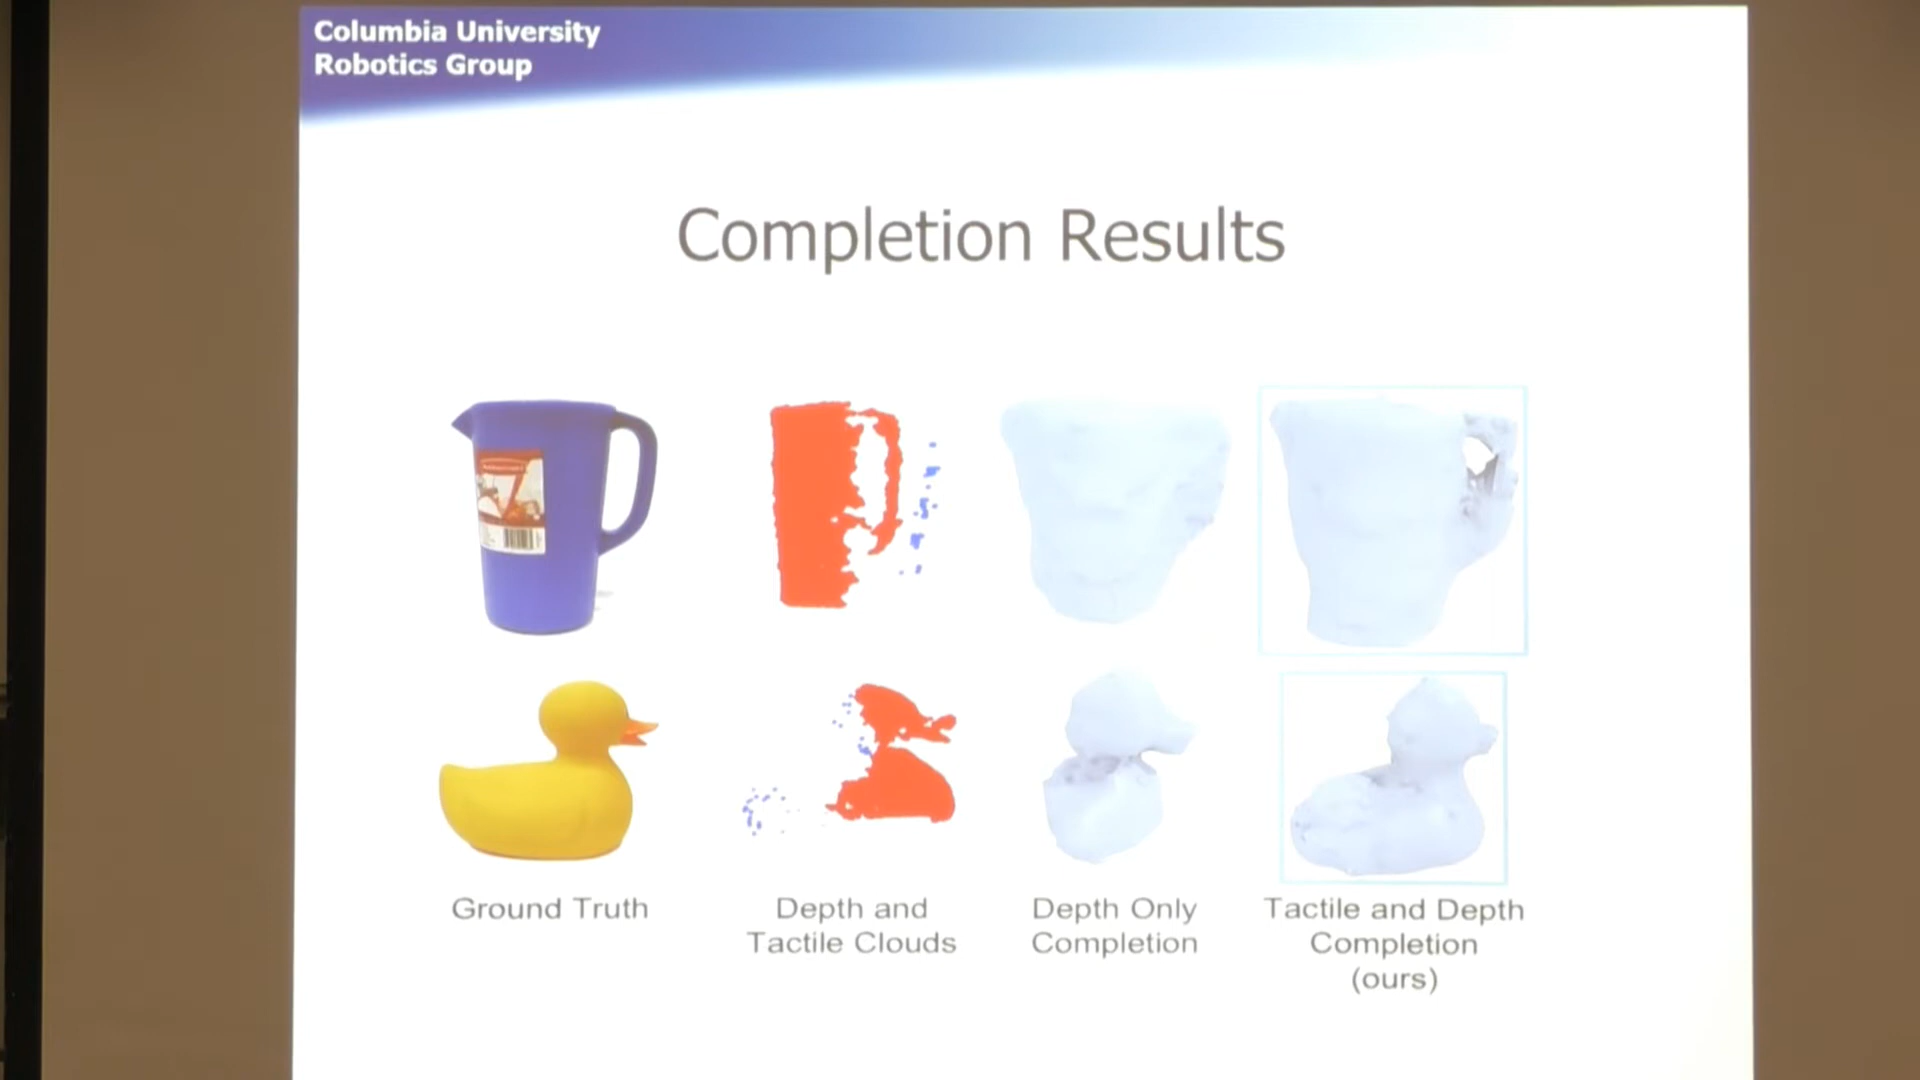 Columbia University
Robotics Group
Completion Results
Ground Truth
Depth and
Tactile Clouds
Depth Only
Completion
Tactile and Depth
Completion
(ours)